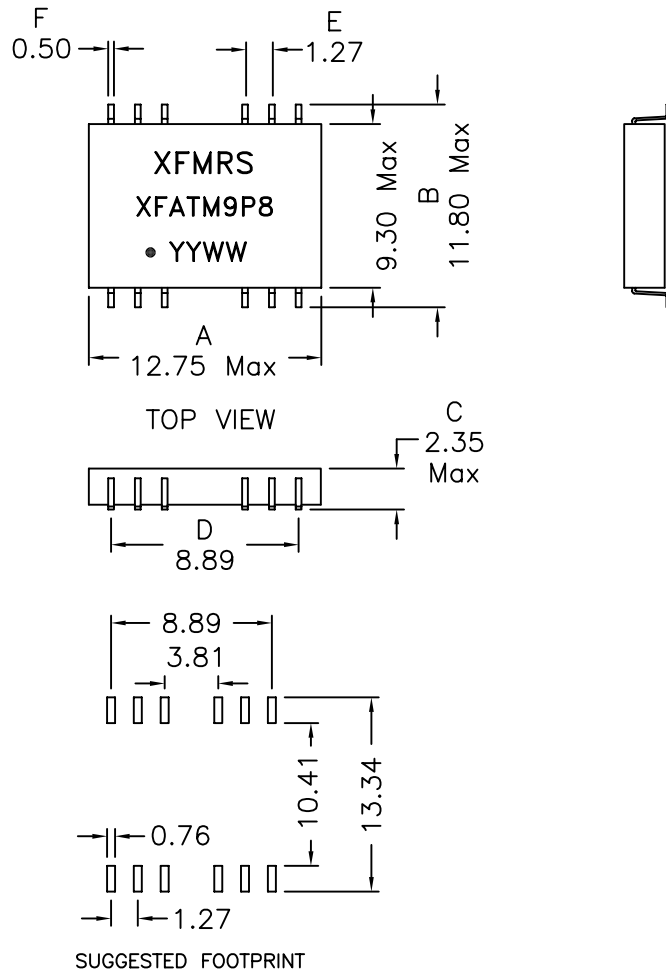 F
0.50
E
1.27
XFMRS
XFATM9P8
YYWW
9.30 Max
B
11.80 Max
A
12.75 Max
TOP VIEW
C
2.35
Max
D
8.89
8.89
3.81
10.41
13.34
0.76
1.27
SUGGESTED FOOTPRINT